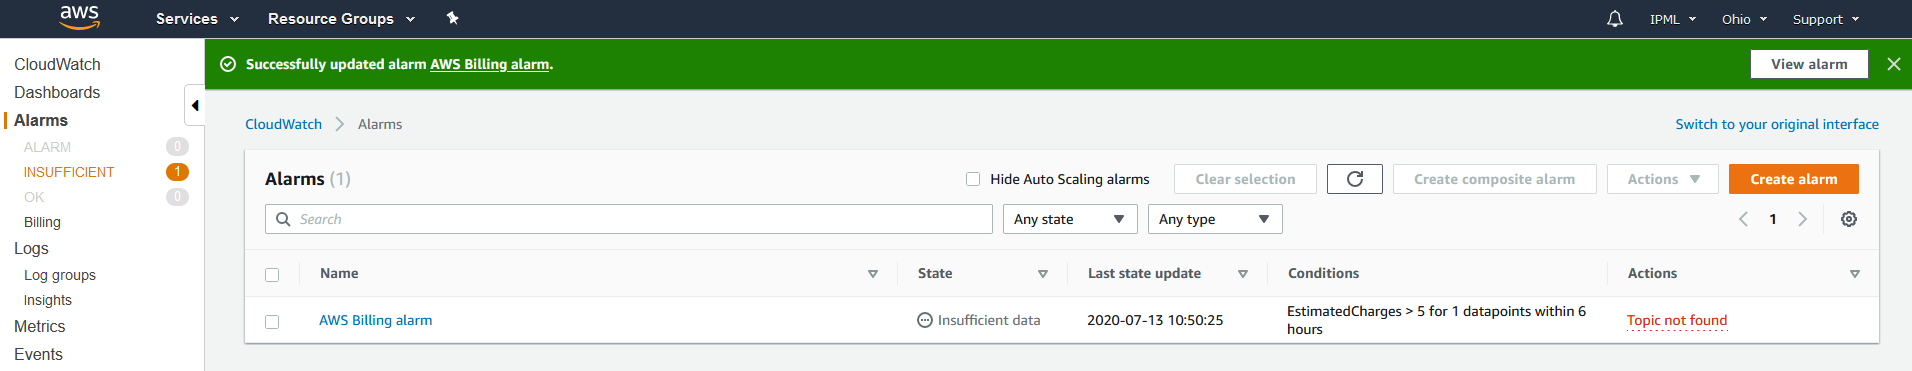 aws Services Resource Groups IPML Ohio Support
CloudWatch
Dashboards
Alarms
ALARM 0
INSUFFICIENT 1
OK 0
Billing
Logs
Log groups
Insights
Metrics
Events
Successfully updated alarm AWS Billing alarm. View alarm
CloudWatch Alarms Switch to your original interface
Alarms (1) Hide Auto Scaling alarms Clear selection Create composite alarm Actions Create alarm
Search Any state Any type 1
Name State Last state update Conditions Actions
AWS Billing alarm Insufficient data 2020-07-13 10:50:25 EstimatedCharges > 5 for 1 datapoints within 6
hours Topic not found